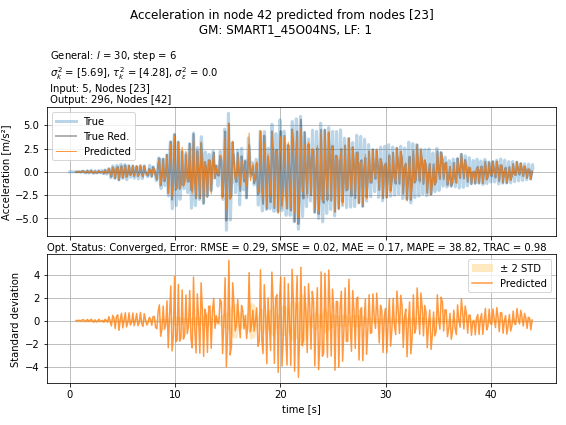 Acceleration in node 42 predicted from nodes [23]
GM: SMART1_45O04NS, LF: 1
General: l = 30, step = 6
σ²ₖ = [5.69], τ²ₖ = [4.28], σ²ε = 0.0
Input: 5, Nodes [23]
Output: 296, Nodes [42]
Acceleration [m/s²]
5.0
2.5
0.0
−2.5
−5.0
True
True Red.
Predicted
Opt. Status: Converged, Error: RMSE = 0.29, SMSE = 0.02, MAE = 0.17, MAPE = 38.82, TRAC = 0.98
Standard deviation
4
2
0
−2
−4
± 2 STD
Predicted
0 10 20 30 40
time [s]